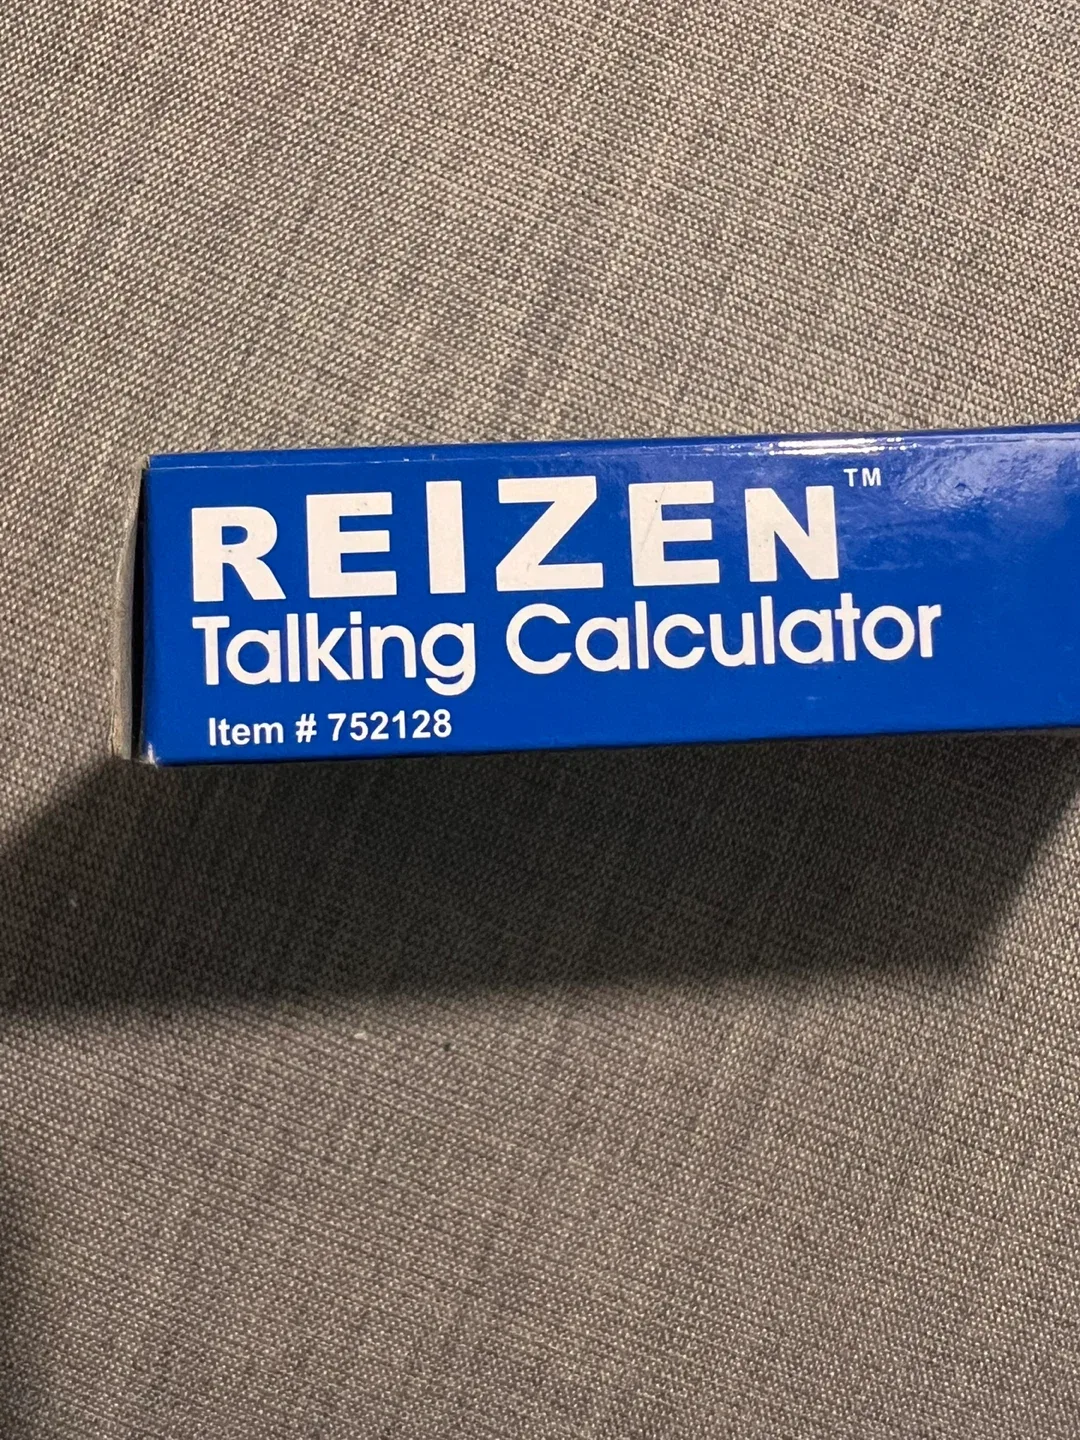 REIZEN™
Talking Calculator
Item # 752128